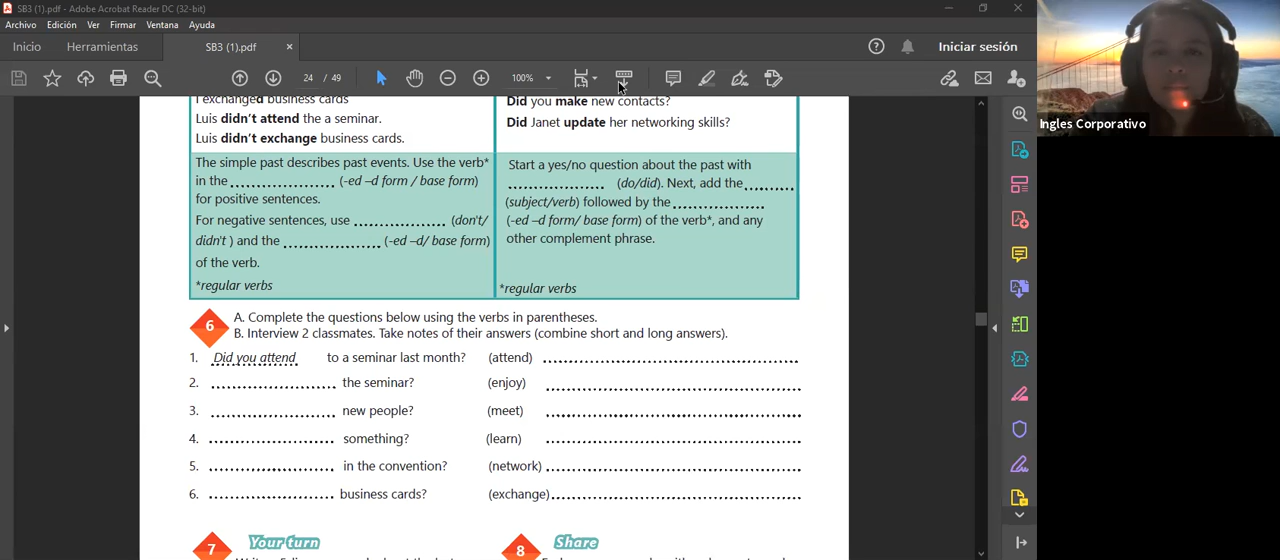 SB3 (1).pdf - Adobe Acrobat Reader DC (32-bit)
Archivo Edición Ver Firmar Ventana Ayuda
Inicio Herramientas SB3 (1).pdf × Iniciar sesión
24 / 49 100%
Ingles Corporativo
I exchanged business cards
Luis didn't attend the a seminar.
Luis didn't exchange business cards.
Did you make new contacts?
Did Janet update her networking skills?
The simple past describes past events. Use the verb*
in the ................. (-ed –d form / base form)
for positive sentences.
For negative sentences, use ............... (don't/
didn't ) and the ................ (-ed –d/ base form)
of the verb.
*regular verbs
Start a yes/no question about the past with
................ (do/did). Next, add the.........
(subject/verb) followed by the ...............
(-ed –d form/ base form) of the verb*, and any
other complement phrase.
*regular verbs
6 A. Complete the questions below using the verbs in parentheses.
B. Interview 2 classmates. Take notes of their answers (combine short and long answers).
1. Did you attend to a seminar last month? (attend) ..........................................
2. ..................... the seminar? (enjoy) ..........................................
3. ..................... new people? (meet) ..........................................
4. ..................... something? (learn) ..........................................
5. ..................... in the convention? (network) ..........................................
6. ..................... business cards? (exchange)..........................................
7 Your turn
8 Share